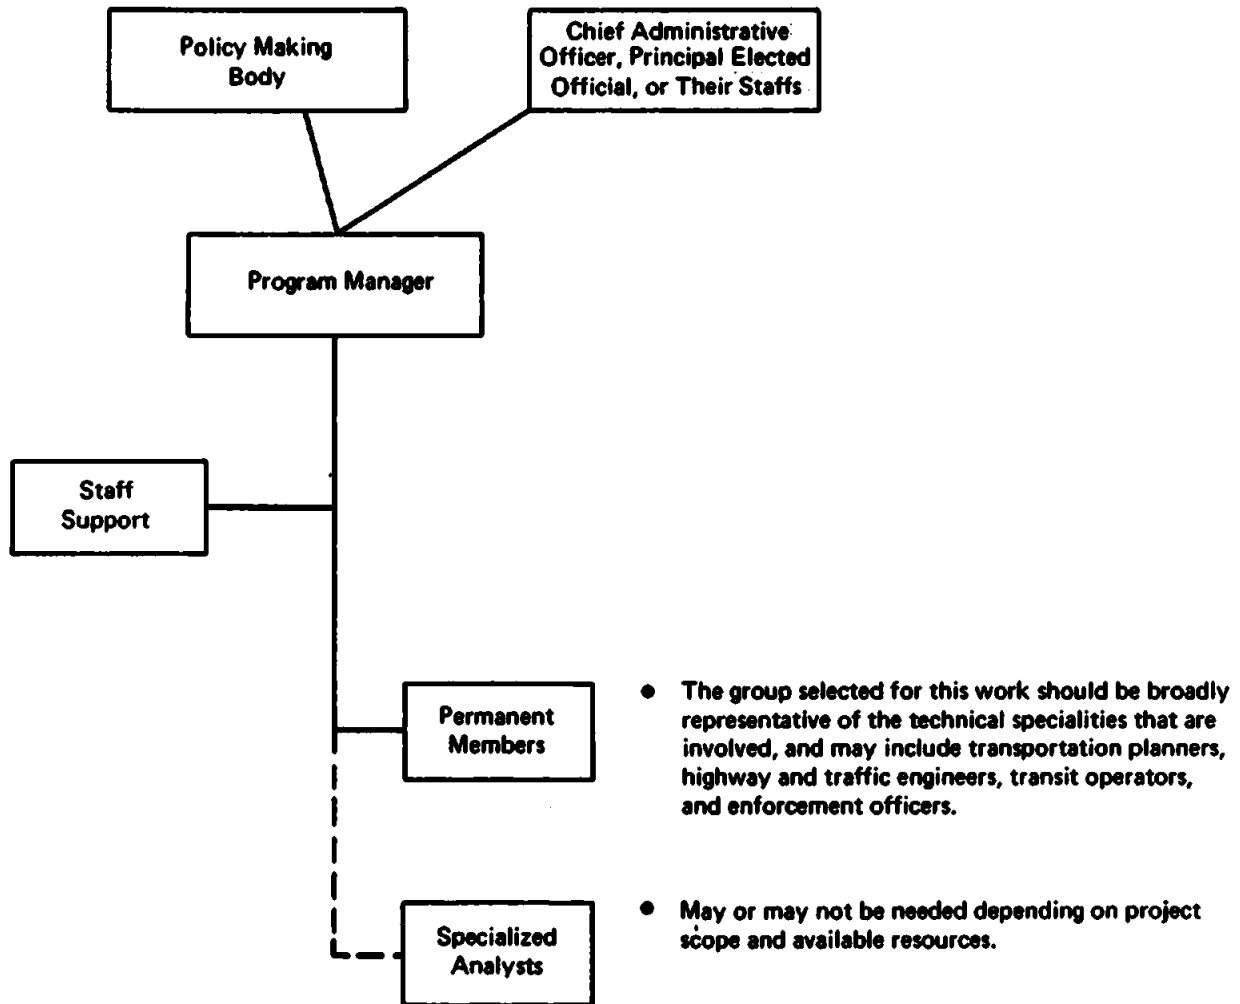 Policy Making
Body
Chief Administrative
Officer, Principal Elected
Official, or Their Staffs
Program Manager
Staff
Support
Permanent
Members
● The group selected for this work should be broadly
representative of the technical specialities that are
involved, and may include transportation planners,
highway and traffic engineers, transit operators,
and enforcement officers.
Specialized
Analysts
● May or may not be needed depending on project
scope and available resources.